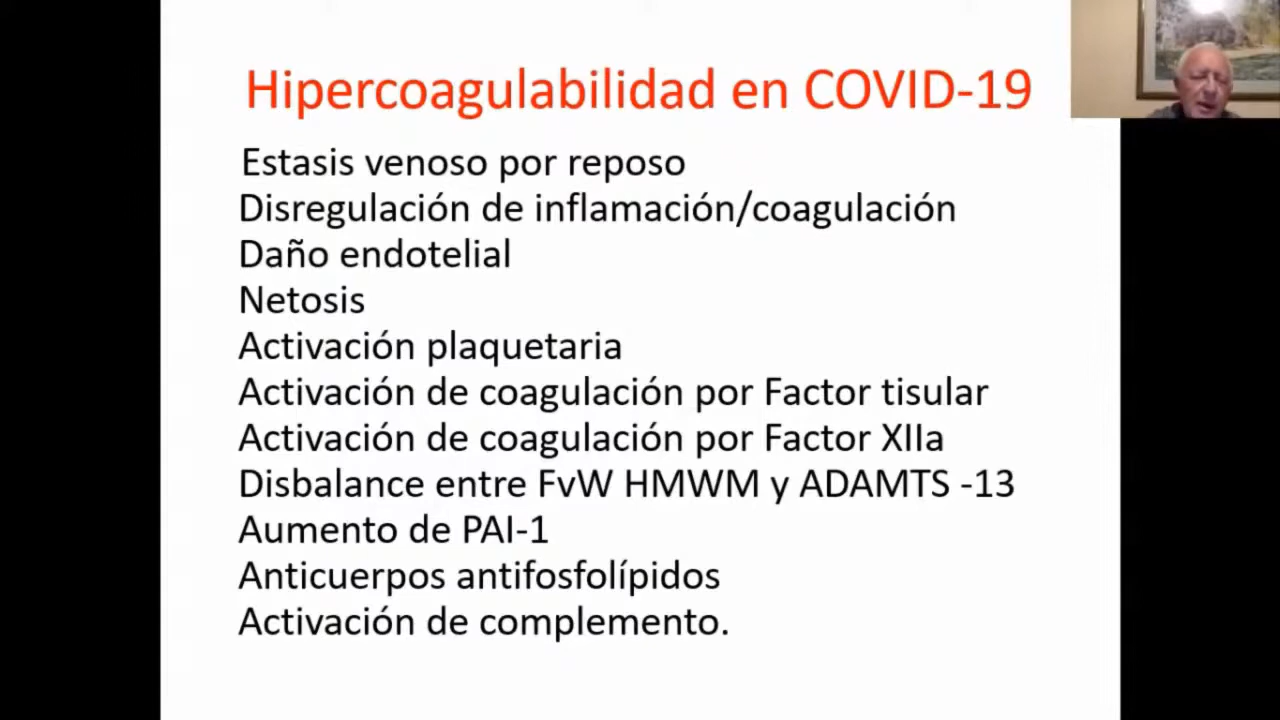 Hipercoagulabilidad en COVID-19
Estasis venoso por reposo
Disregulación de inflamación/coagulación
Daño endotelial
Netosis
Activación plaquetaria
Activación de coagulación por Factor tisular
Activación de coagulación por Factor XIIa
Disbalance entre FvW HMWM y ADAMTS -13
Aumento de PAI-1
Anticuerpos antifosfolípidos
Activación de complemento.